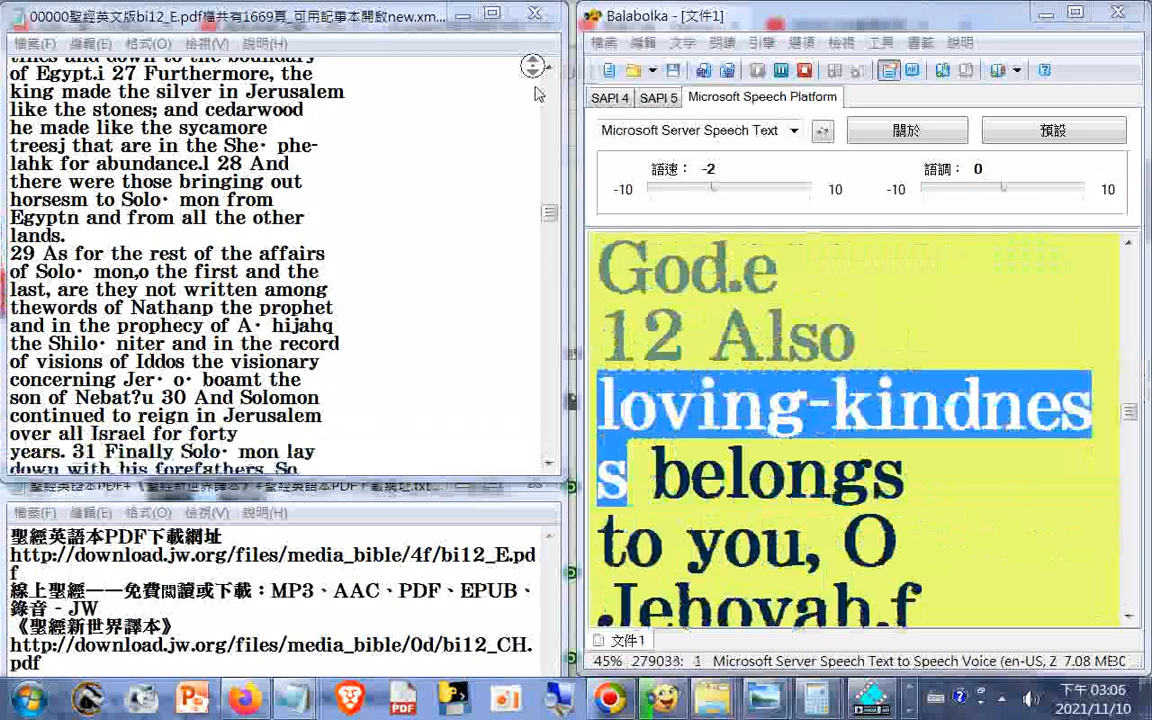 00000聖經英文版bi12_E.pdf檔共有1669頁_可用記事本開啟new.xm...
檔案(F) 編輯(E) 格式(O) 檢視(V) 說明(H)
tines and down to the boundary
of Egypt.i 27 Furthermore, the
king made the silver in Jerusalem
like the stones; and cedarwood
he made like the sycamore
treesj that are in the She· phe-
lahk for abundance.l 28 And
there were those bringing out
horsesm to Solo· mon from
Egyptn and from all the other
lands.
29 As for the rest of the affairs
of Solo· mon,o the first and the
last, are they not written among
thewords of Nathanp the prophet
and in the prophecy of A· hijahq
the Shilo· niter and in the record
of visions of Iddos the visionary
concerning Jer· o· boamt the
son of Nebat?u 30 And Solomon
continued to reign in Jerusalem
over all Israel for forty
years. 31 Finally Solo· mon lay
down with his forefathers. So
檔案(F) 編輯(E) 格式(O) 檢視(V) 說明(H)
聖經英語本PDF下載網址
http://download.jw.org/files/media_bible/4f/bi12_E.pd
f
線上聖經——免費閱讀或下載：MP3、AAC、PDF、EPUB、
錄音 - JW
《聖經新世界譯本》
http://download.jw.org/files/media_bible/0d/bi12_CH.
pdf
Balabolka - [文件1]
檔案 編輯 文字 朗讀 引擎 選項 檢視 工具 書籤 說明
SAPI 4 SAPI 5 Microsoft Speech Platform
Microsoft Server Speech Text 關於 預設
語速： -2 語調： 0
-10 10 -10 10
God.e
12 Also
loving-kindnes
s belongs
to you, O
Jehovah.f
文件1
45% 279033: 1 Microsoft Server Speech Text to Speech Voice (en-US, Z 7.08 MB
下午 03:06
2021/11/10